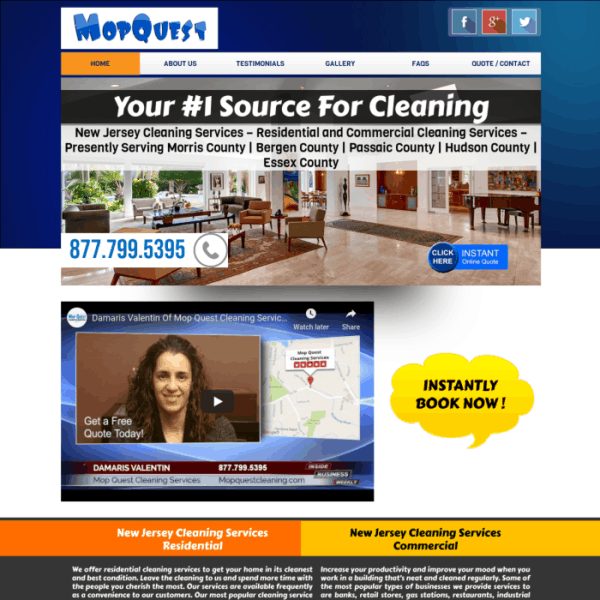 MOPQUEST
HOME ABOUT US TESTIMONIALS GALLERY FAQS QUOTE / CONTACT
Your #1 Source For Cleaning
New Jersey Cleaning Services – Residential and Commercial Cleaning Services –
Presently Serving Morris County | Bergen County | Passaic County | Hudson County |
Essex County
877.799.5395
CLICK HERE
INSTANT
Online Quote
Damaris Valentin Of Mop Quest Cleaning Servic...
Watch later
Share
Mop Quest
Cleaning Services
Get a Free
Quote Today!
DAMARIS VALENTIN 877.799.5395
Mop Quest Cleaning Services Mopquestcleaning.com
INSIDE
BUSINESS
WEEKLY
INSTANTLY
BOOK NOW !
New Jersey Cleaning Services
Residential
We offer residential cleaning services to get your home in its cleanest
and best condition. Leave the cleaning to us and spend more time with
the people you cherish the most. Our services are available frequently
as a convenience to our customers. Our most popular cleaning service
New Jersey Cleaning Services
Commercial
Increase your productivity and improve your mood when you
work in a building that's neat and cleaned regularly. Some of
the most popular types of businesses we provide services to
are banks, retail stores, gas stations, restaurants, industrial